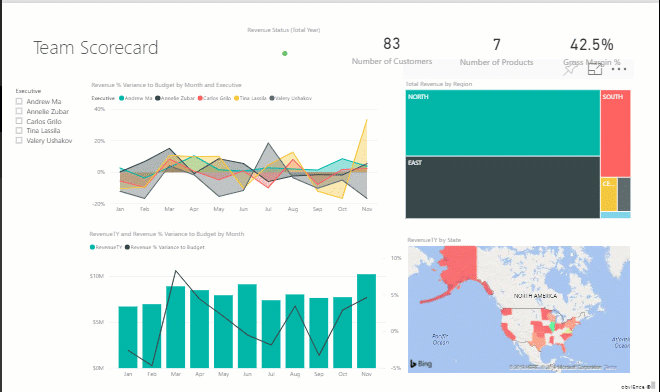 Revenue Status (Total Year)
Team Scorecard
83
Number of Customers
7
Number of Products
42.5%
Gross Margin %
Executive
Andrew Ma
Annelie Zubar
Carlos Grilo
Tina Lassila
Valery Ushakov
Revenue % Variance to Budget by Month and Executive
Executive Andrew Ma Annelie Zubar Carlos Grilo Tina Lassila Valery Ushakov
40%
20%
0%
-20%
Jan Feb Mar Apr May Jun Jul Aug Sep Oct Nov
Total Revenue by Region
NORTH
SOUTH
EAST
CE...
RevenueTY and Revenue % Variance to Budget by Month
RevenueTY Revenue % Variance to Budget
$10M
$5M
$0M
10%
5%
0%
-5%
Jan Feb Mar Apr May Jun Jul Aug Sep Oct Nov
RevenueTY by State
NORTH AMERICA
Pacific
Ocean
Bing
obviEnce